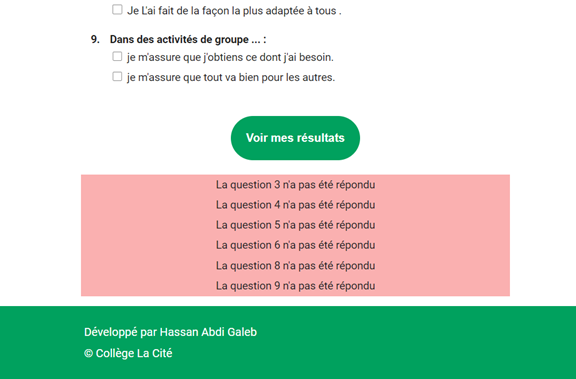 Je L'ai fait de la façon la plus adaptée à tous .
9. Dans des activités de groupe ... :
je m'assure que j'obtiens ce dont j'ai besoin.
je m'assure que tout va bien pour les autres.
Voir mes résultats
La question 3 n'a pas été répondu
La question 4 n'a pas été répondu
La question 5 n'a pas été répondu
La question 6 n'a pas été répondu
La question 8 n'a pas été répondu
La question 9 n'a pas été répondu
Développé par Hassan Abdi Galeb
© Collège La Cité